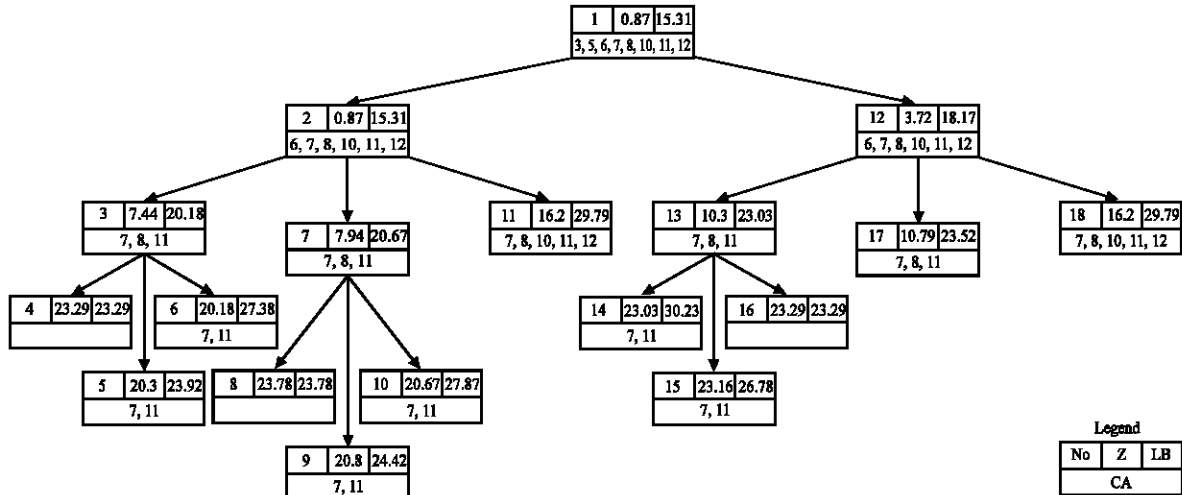 1 0.87 15.31
3, 5, 6, 7, 8, 10, 11, 12
2 0.87 15.31
6, 7, 8, 10, 11, 12
12 3.72 18.17
6, 7, 8, 10, 11, 12
3 7.44 20.18
7, 8, 11
7 7.94 20.67
7, 8, 11
11 16.2 29.79
7, 8, 10, 11, 12
13 10.3 23.03
7, 8, 11
17 10.79 23.52
7, 8, 11
18 16.2 29.79
7, 8, 10, 11, 12
4 23.29 23.29
6 20.18 27.38
7, 11
14 23.03 30.23
7, 11
16 23.29 23.29
5 20.3 23.92
7, 11
8 23.78 23.78
10 20.67 27.87
7, 11
15 23.16 26.78
7, 11
9 20.8 24.42
7, 11
Legend
No Z LB
CA